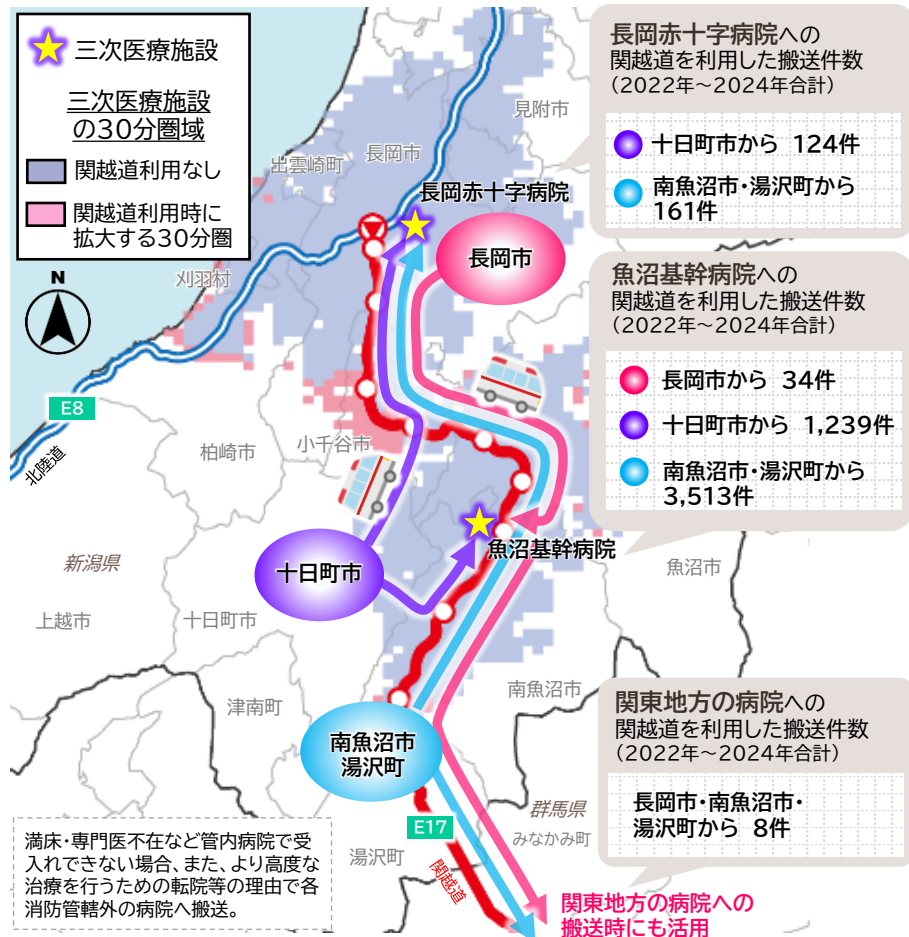 三次医療施設
三次医療施設
の30分圏域
関越道利用なし
関越道利用時に
拡大する30分圏
N
長岡赤十字病院への
関越道を利用した搬送件数
(2022年～2024年合計)
十日町市から 124件
南魚沼市・湯沢町から
161件
魚沼基幹病院への
関越道を利用した搬送件数
(2022年～2024年合計)
長岡市から 34件
十日町市から 1,239件
南魚沼市・湯沢町から
3,513件
関東地方の病院への
関越道を利用した搬送件数
(2022年～2024年合計)
長岡市・南魚沼市・
湯沢町から 8件
見附市
長岡市
出雲崎町
長岡赤十字病院
長岡市
刈羽村
E8
北陸道
柏崎市
小千谷市
魚沼基幹病院
新潟県
十日町市
魚沼市
上越市
十日町市
津南町
南魚沼市
南魚沼市
湯沢町
群馬県
E17
みなかみ町
湯沢町
関越道
満床・専門医不在など管内病院で受
入れできない場合、また、より高度な
治療を行うための転院等の理由で各
消防管轄外の病院へ搬送。
関東地方の病院への
搬送時にも活用